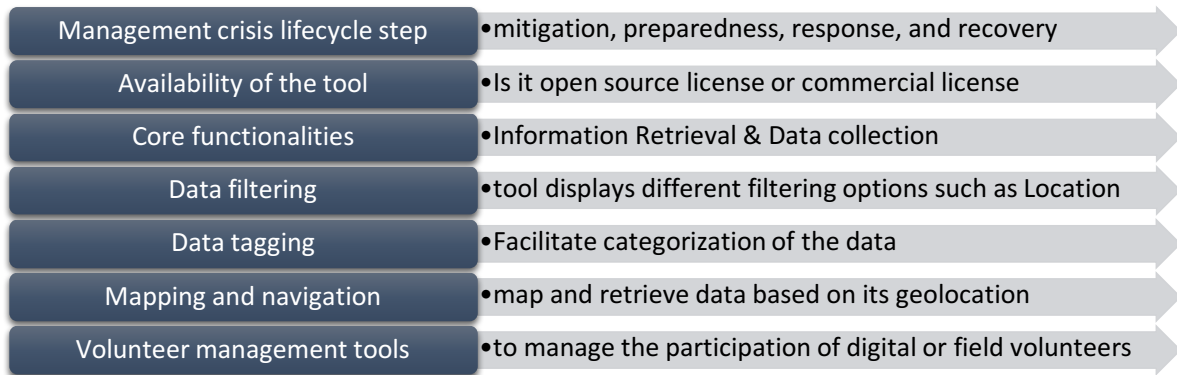 Management crisis lifecycle step
•mitigation, preparedness, response, and recovery
Availability of the tool
•Is it open source license or commercial license
Core functionalities
•Information Retrieval & Data collection
Data filtering
•tool displays different filtering options such as Location
Data tagging
•Facilitate categorization of the data
Mapping and navigation
•map and retrieve data based on its geolocation
Volunteer management tools
•to manage the participation of digital or field volunteers